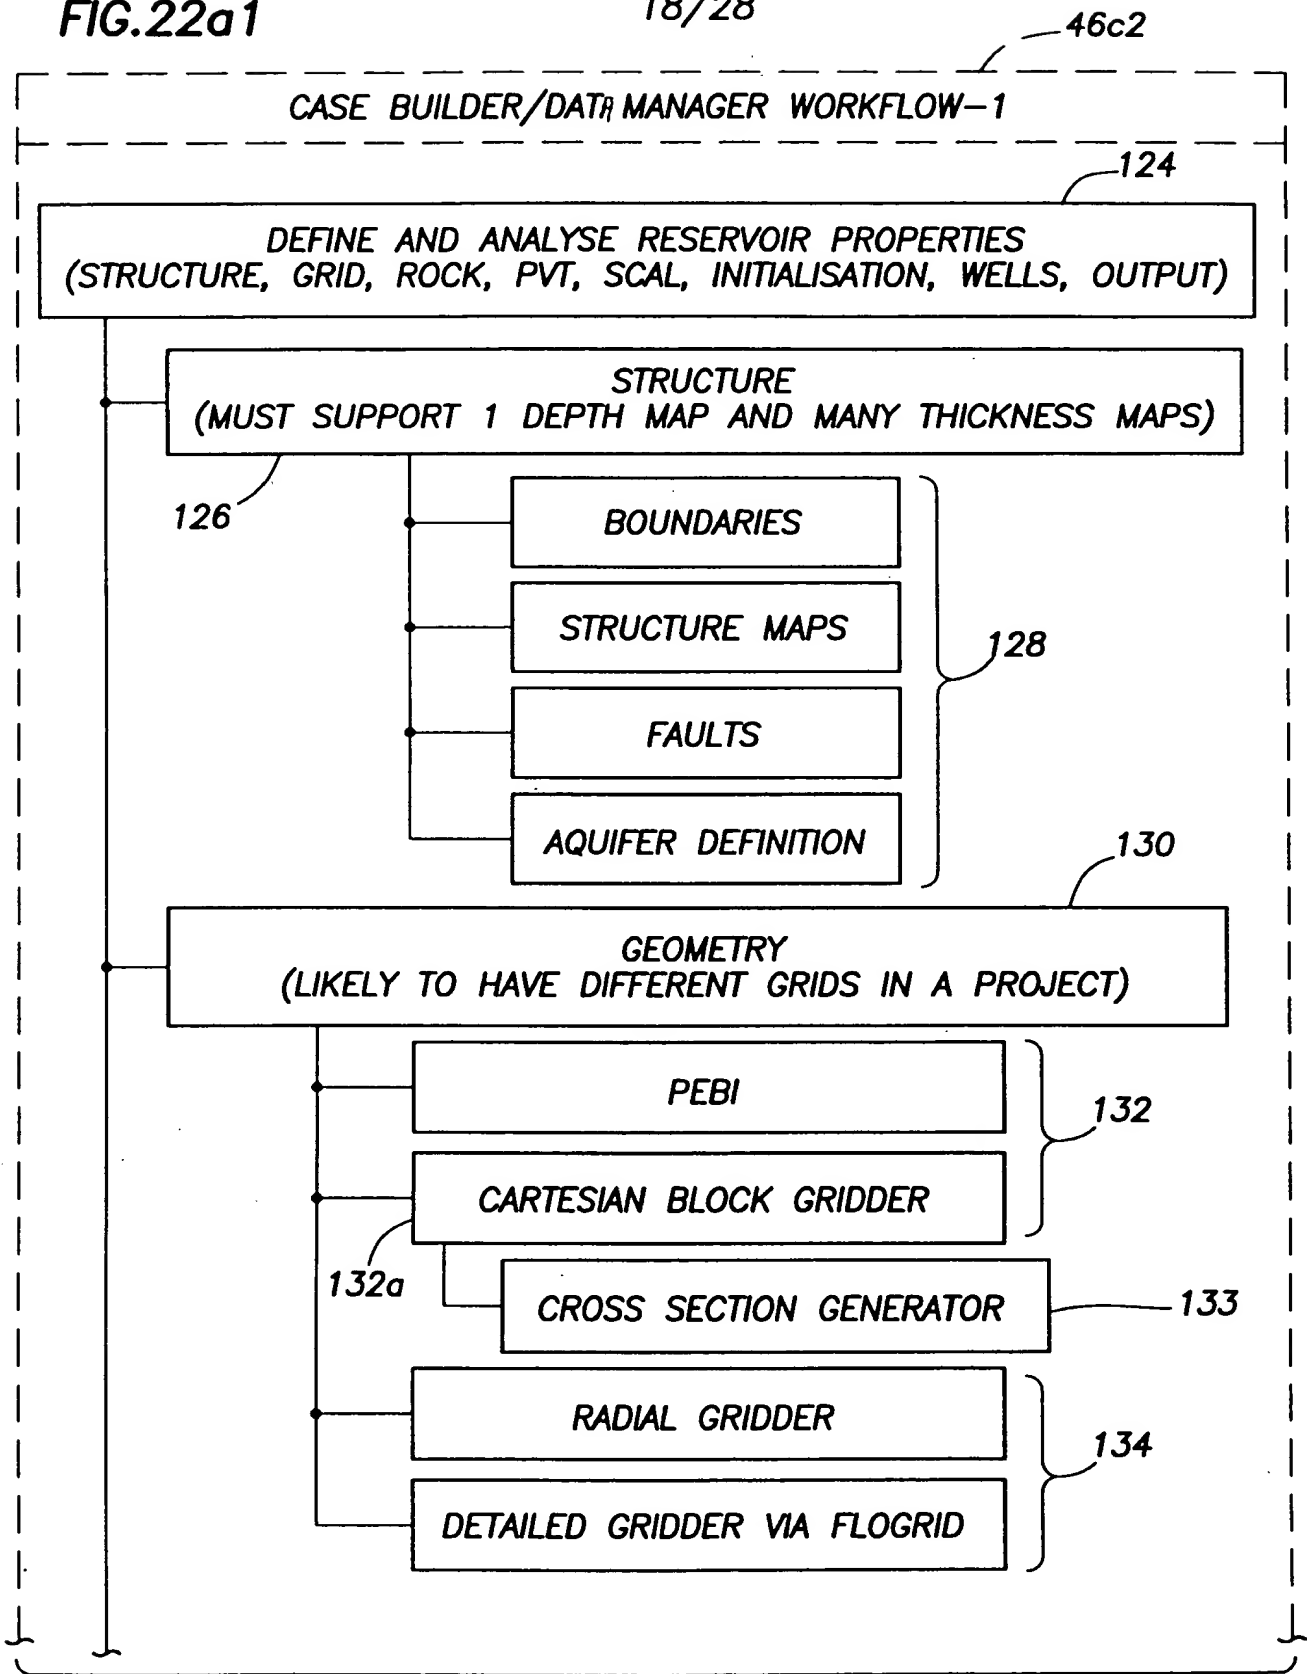 FIG.22a1
18/28
46c2
CASE BUILDER/DATA MANAGER WORKFLOW-1
124
DEFINE AND ANALYSE RESERVOIR PROPERTIES
(STRUCTURE, GRID, ROCK, PVT, SCAL, INITIALISATION, WELLS, OUTPUT)
STRUCTURE
(MUST SUPPORT 1 DEPTH MAP AND MANY THICKNESS MAPS)
126
BOUNDARIES
STRUCTURE MAPS
128
FAULTS
AQUIFER DEFINITION
130
GEOMETRY
(LIKELY TO HAVE DIFFERENT GRIDS IN A PROJECT)
PEBI
132
CARTESIAN BLOCK GRIDDER
132a
CROSS SECTION GENERATOR
133
RADIAL GRIDDER
134
DETAILED GRIDDER VIA FLOGRID